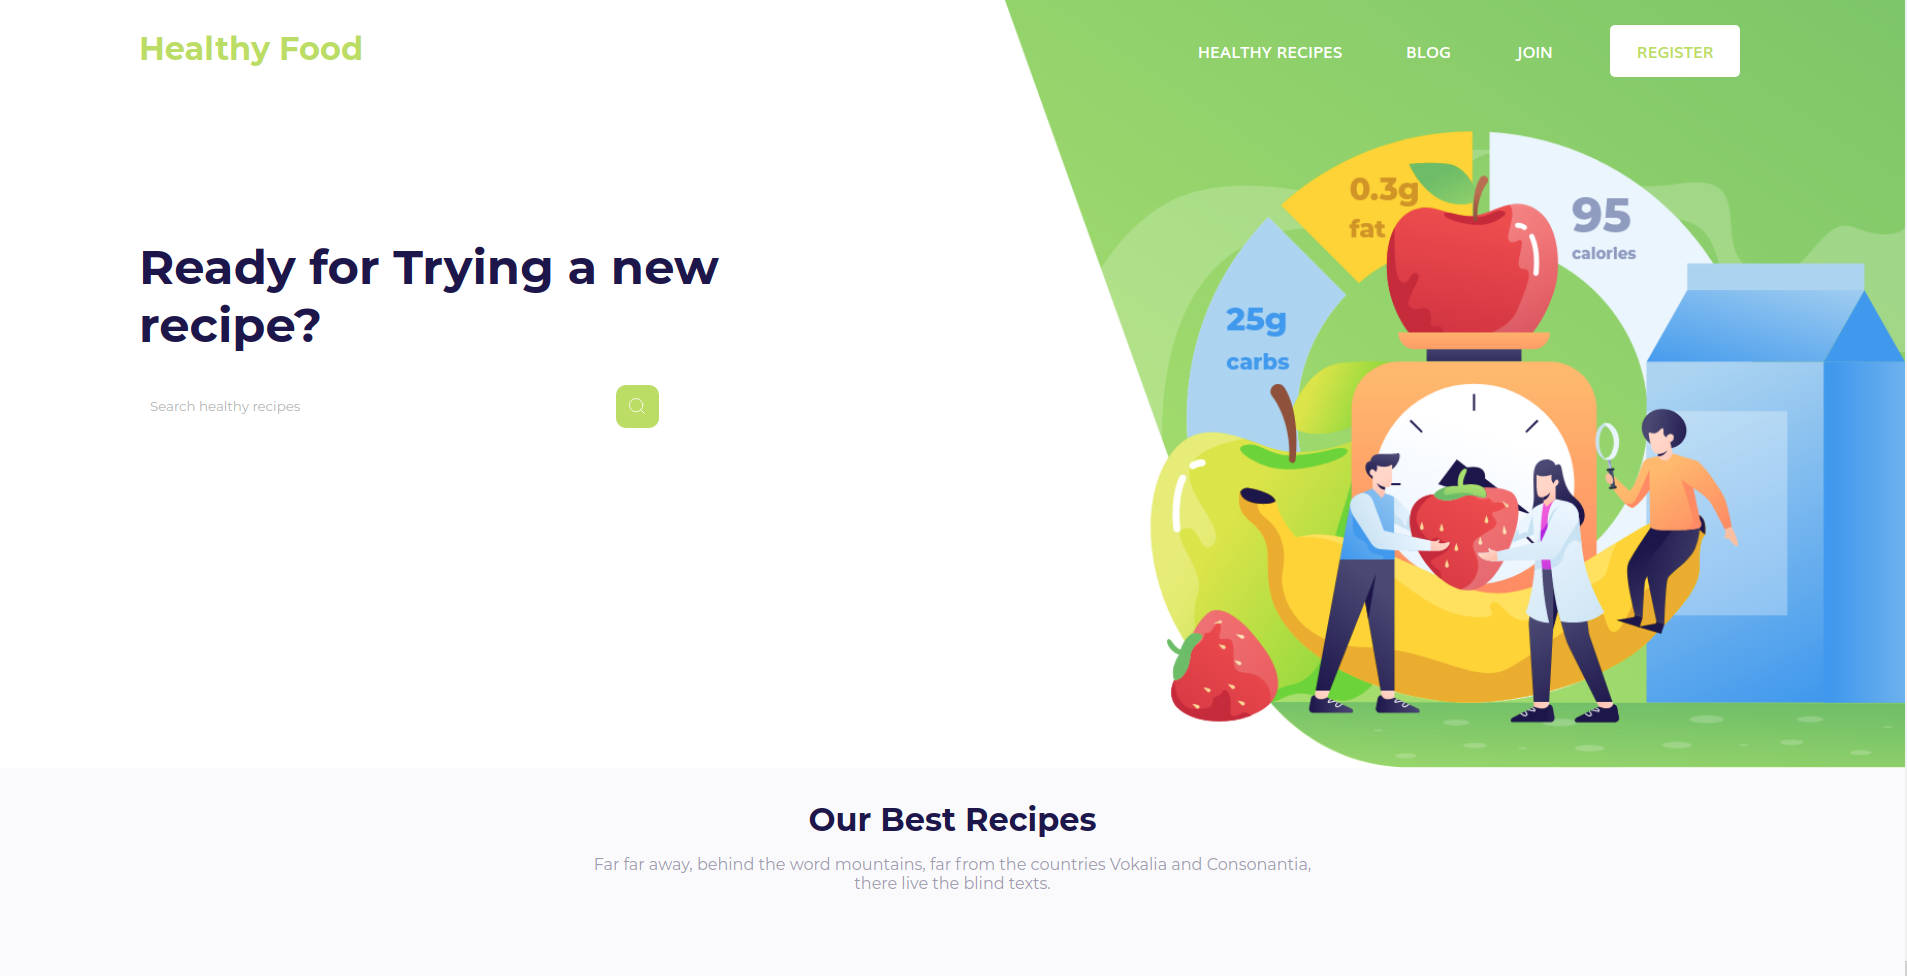 Healthy Food
HEALTHY RECIPES
BLOG
JOIN
REGISTER
Ready for Trying a new
recipe?
Search healthy recipes
0.3g
fat
95
calories
25g
carbs
Our Best Recipes
Far far away, behind the word mountains, far from the countries Vokalia and Consonantia,
there live the blind texts.